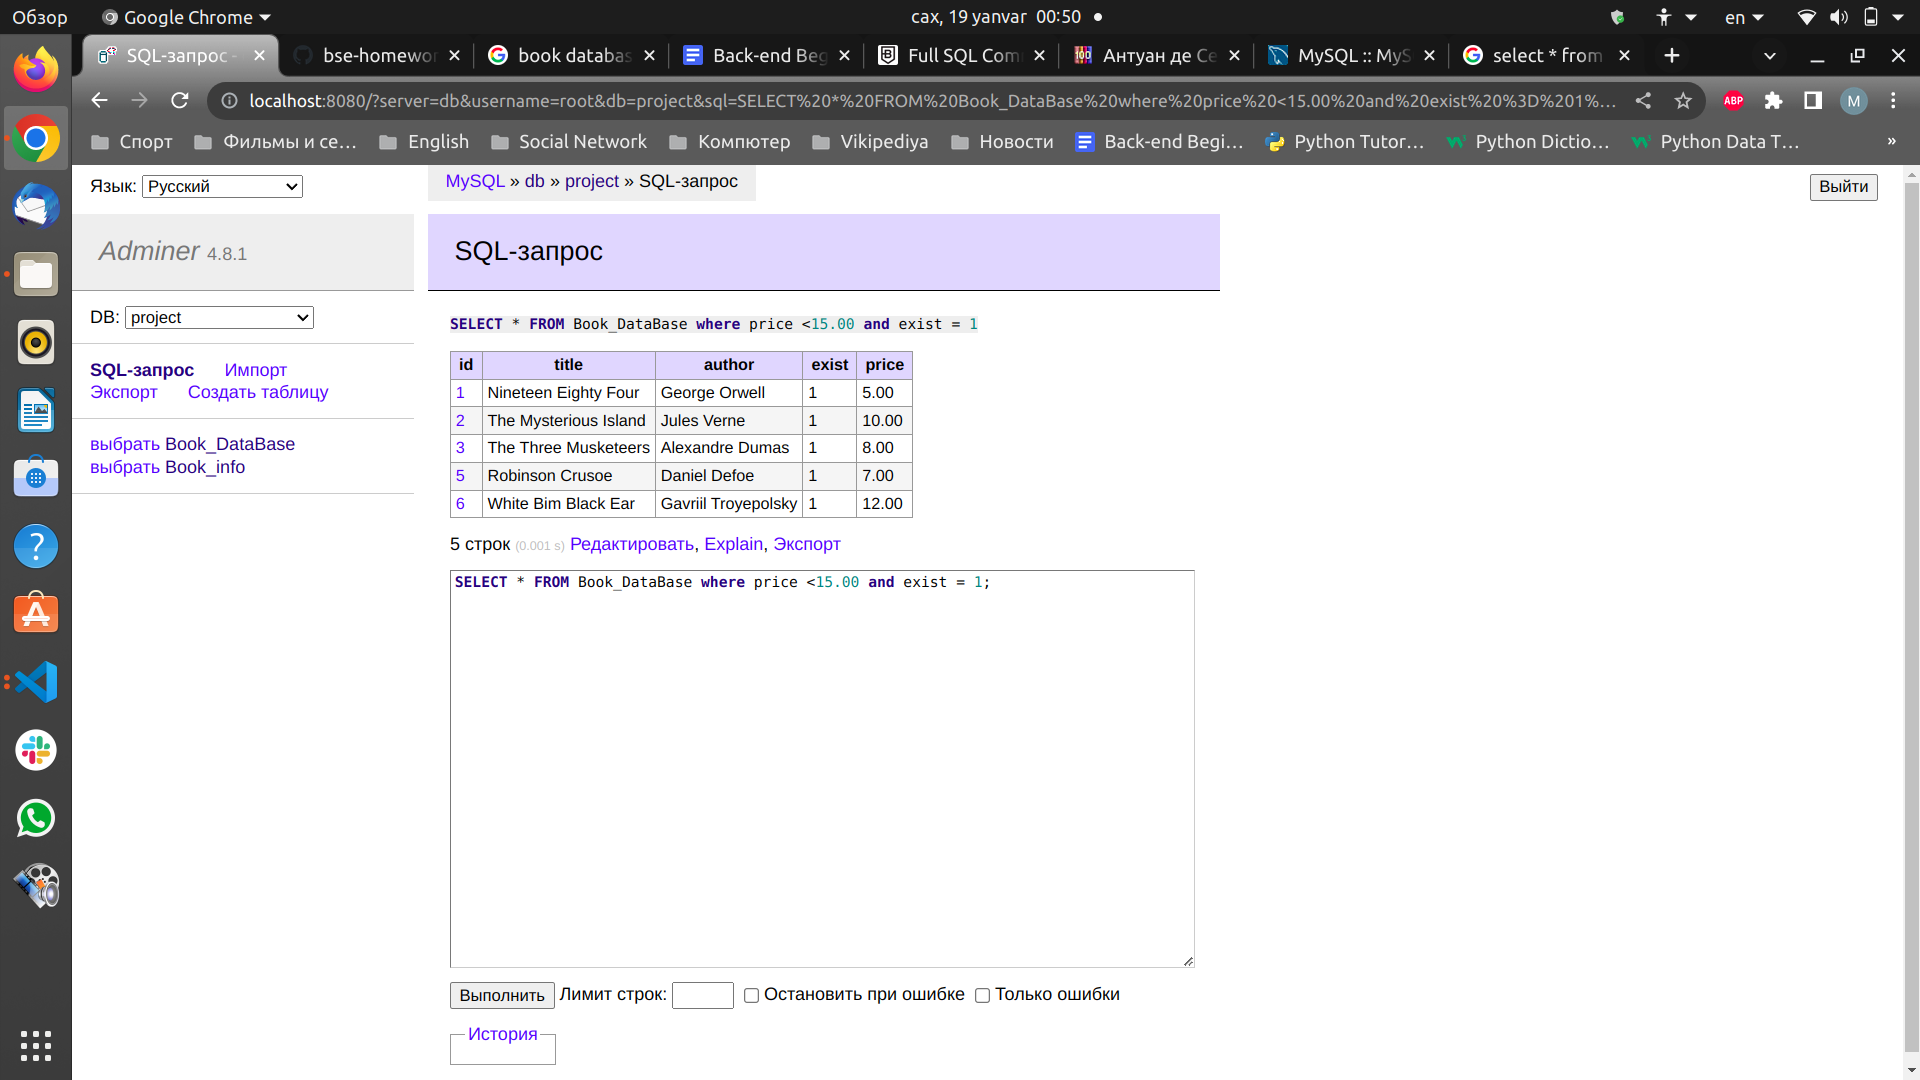 Обзор Google Chrome сах, 19 yanvar 00:50 en
SQL-запрос - bse-homewor book databas Back-end Beg Full SQL Com Антуан де Се MySQL :: MyS select * from
localhost:8080/?server=db&username=root&db=project&sql=SELECT%20*%20FROM%20Book_DataBase%20where%20price%20<15.00%20and%20exist%20%3D%201%... ABP M
Спорт Фильмы и се... English Social Network Компютер Vikipediya Новости Back-end Begi... Python Tutor... Python Dictio... Python Data T... »
Язык: Русский MySQL » db » project » SQL-запрос Выйти
Adminer 4.8.1 SQL-запрос
DB: project
SQL-запрос Импорт
Экспорт Создать таблицу
выбрать Book_DataBase
выбрать Book_info
SELECT * FROM Book_DataBase where price <15.00 and exist = 1
id title author exist price
1 Nineteen Eighty Four George Orwell 1 5.00
2 The Mysterious Island Jules Verne 1 10.00
3 The Three Musketeers Alexandre Dumas 1 8.00
5 Robinson Crusoe Daniel Defoe 1 7.00
6 White Bim Black Ear Gavriil Troyepolsky 1 12.00
5 строк (0.001 s) Редактировать, Explain, Экспорт
SELECT * FROM Book_DataBase where price <15.00 and exist = 1;
Выполнить Лимит строк: Остановить при ошибке Только ошибки
История